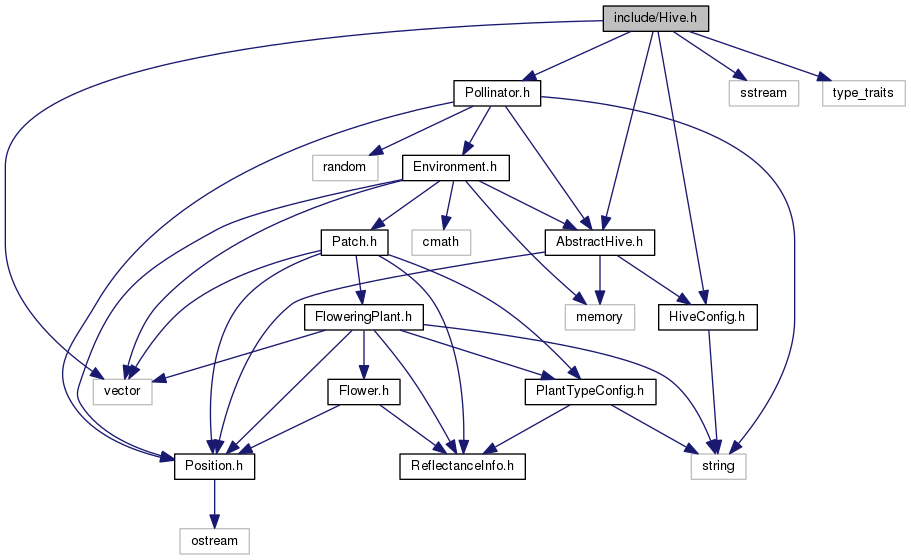 include/Hive.h
Pollinator.h
sstream
type_traits
random
Environment.h
Patch.h
cmath
AbstractHive.h
FloweringPlant.h
memory
HiveConfig.h
vector
Flower.h
PlantTypeConfig.h
Position.h
ReflectanceInfo.h
string
ostream